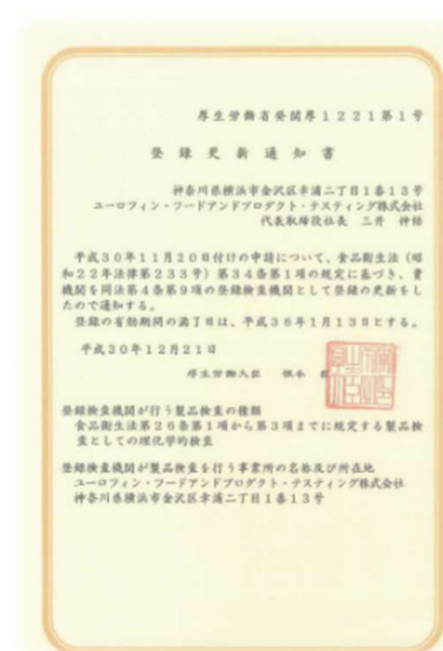 厚生労働省発関厚1221第1号
登録更新通知書
神奈川県横浜市金沢区幸浦二丁目1番13号
ユーロフィン・フードアンドプロダクト・テスティング株式会社
代表取締役社長 三井 伸悟
平成30年11月20日付けの申請について、食品衛生法(昭
和22年法律第233号)第34条第1項の規定に基づき、貴
機関を同法第4条第9項の登録検査機関として登録の更新をし
たので通知する。
登録の有効期間の満了日は、平成36年1月13日とする。
平成30年12月21日
厚生労働大臣 根本
登録検査機関が行う製品検査の種類
食品衛生法第26条第1項から第3項までに規定する製品検
査としての理化学的検査
登録検査機関が製品検査を行う事業所の名称及び所在地
ユーロフィン・フードアンドプロダクト・テスティング株式会社
神奈川県横浜市金沢区幸浦二丁目1番13号